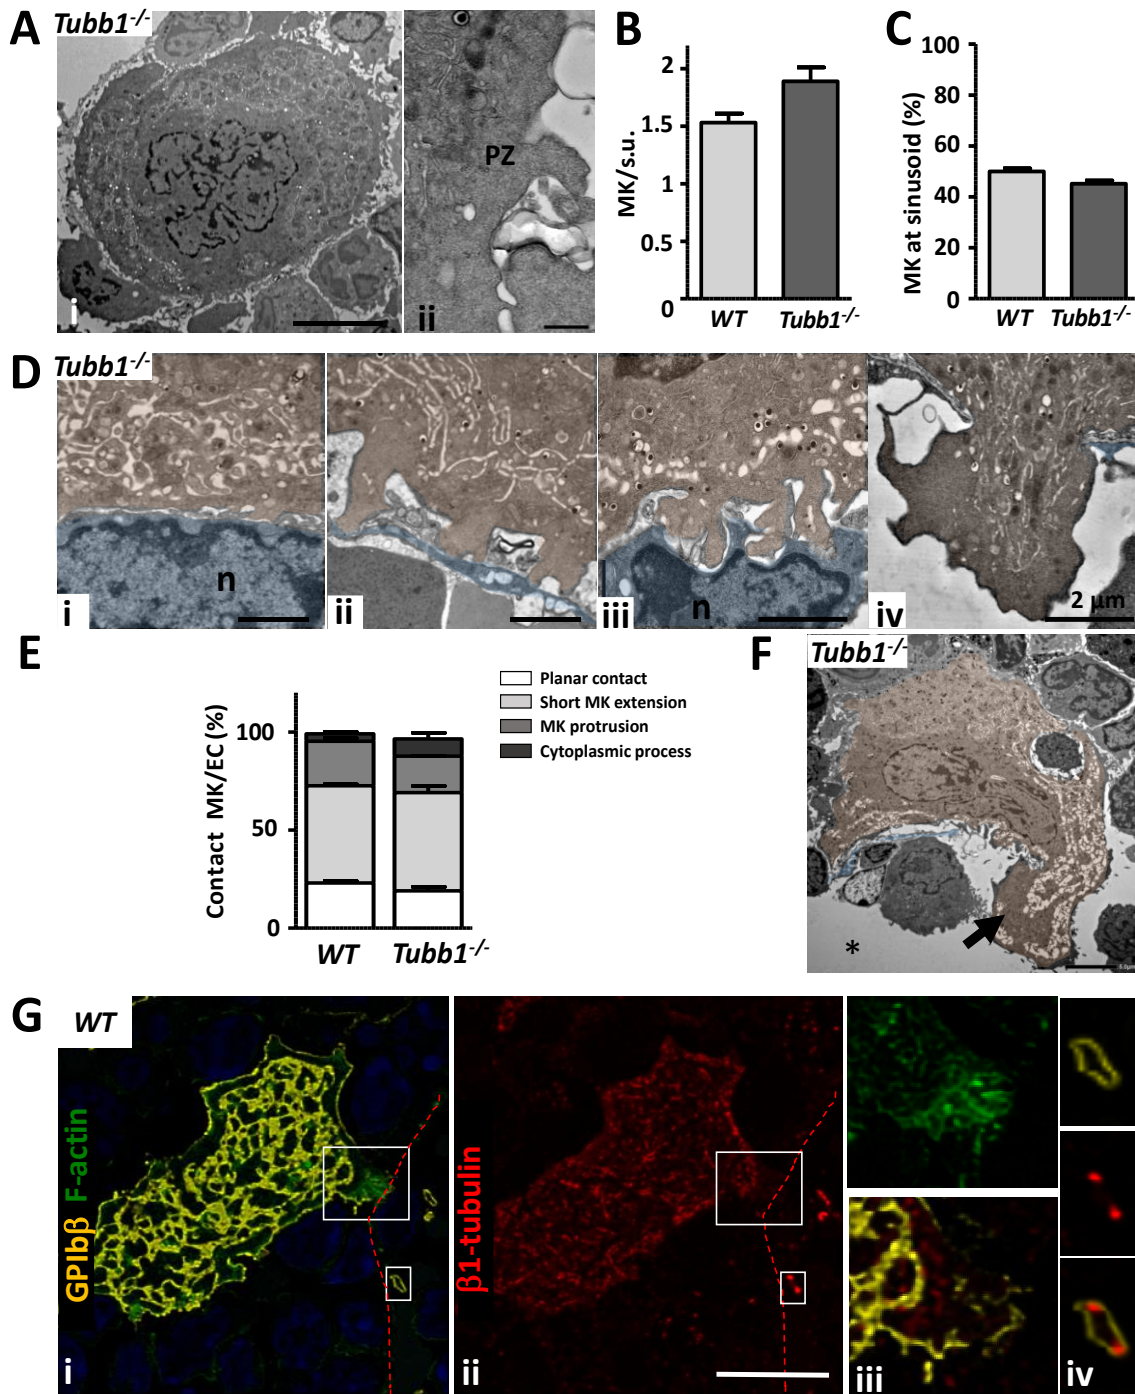 A
Tubb1-/-
i
PZ
ii
B
MK/s.u.
2
1.5
1
0.5
0
WT
Tubb1-/-
C
MK at sinusoid (%)
100
80
60
40
20
0
WT
Tubb1-/-
D
Tubb1-/-
n
i
ii
n
iii
2 μm
iv
E
Contact MK/EC (%)
100
50
0
WT
Tubb1-/-
Planar contact
Short MK extension
MK protrusion
Cytoplasmic process
F
Tubb1-/-
*
G
WT
GPIbβ F-actin
i
β1-tubulin
ii
iii
iv